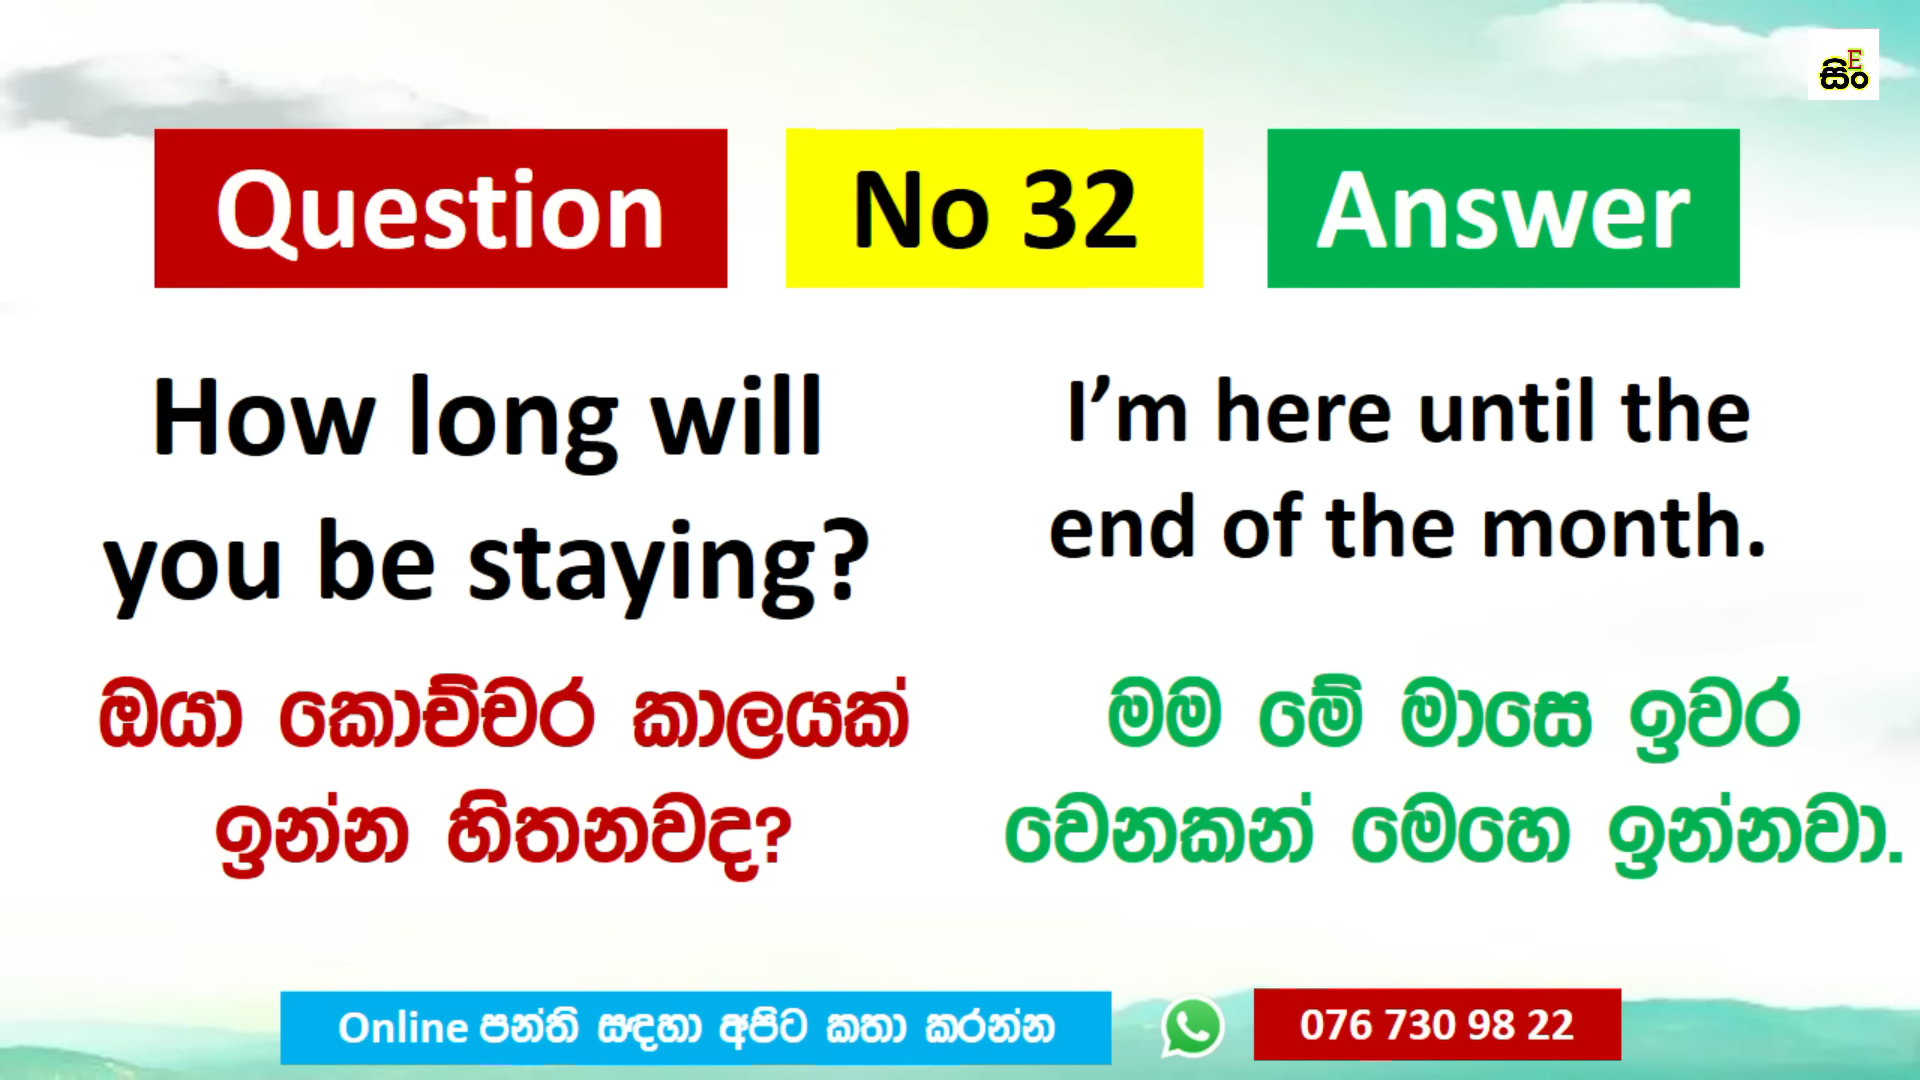 සිං
E
Question
No 32
Answer
How long will
you be staying?
I’m here until the
end of the month.
ඔයා කොච්චර කාලයක්
ඉන්න හිතනවද?
මම මේ මාසෙ ඉවර
වෙනකන් මෙහෙ ඉන්නවා.
Online පන්ති සඳහා අපිට කතා කරන්න
076 730 98 22